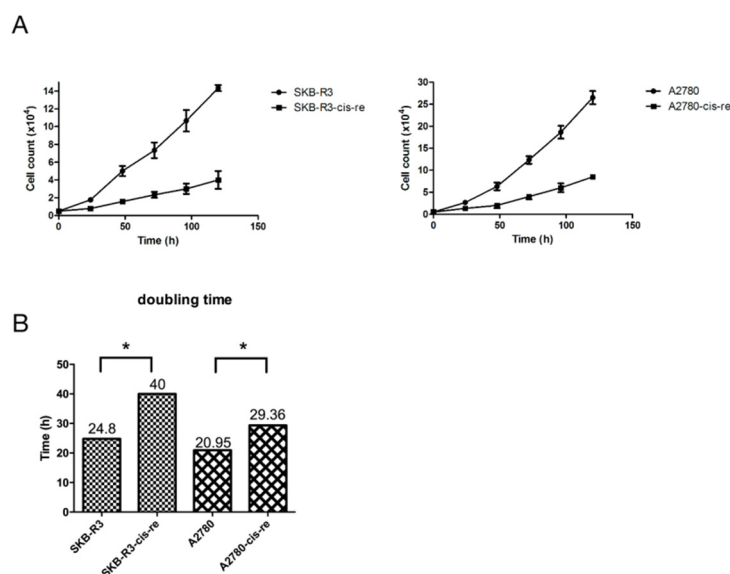 A
Cell count (x10⁴)
14
12
10
8
6
4
2
0
0
50
100
150
Time (h)
SKB-R3
SKB-R3-cis-re
Cell count (x10⁴)
30
25
20
15
10
5
0
0
50
100
150
Time (h)
A2780
A2780-cis-re
B
doubling time
Time (h)
50
40
30
20
10
0
*
*
24.8
40
20.95
29.36
SKB-R3
SKB-R3-cis-re
A2780
A2780-cis-re